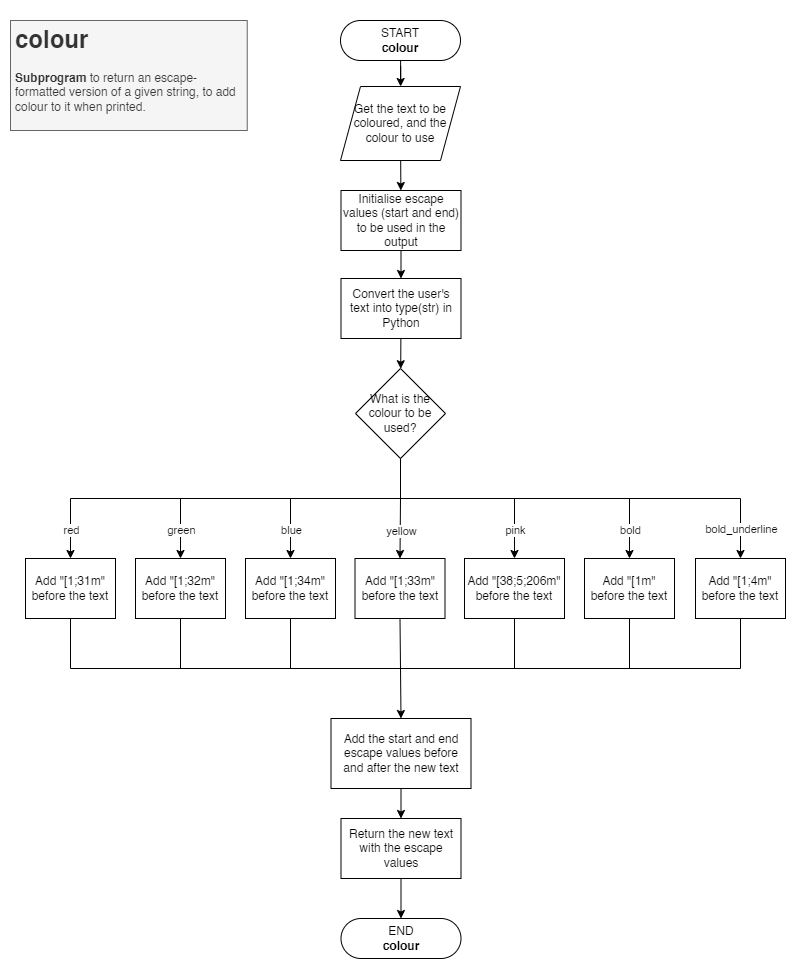 colour
Subprogram to return an escape-
formatted version of a given string, to add
colour to it when printed.
START
colour
Get the text to be
coloured, and the
colour to use
Initialise escape
values (start and end)
to be used in the
output
Convert the user's
text into type(str) in
Python
What is the
colour to be
used?
red
green
blue
yellow
pink
bold
bold_underline
Add "[1;31m"
before the text
Add "[1;32m"
before the text
Add "[1;34m"
before the text
Add "[1;33m"
before the text
Add "[38;5;206m"
before the text
Add "[1m"
before the text
Add "[1;4m"
before the text
Add the start and end
escape values before
and after the new text
Return the new text
with the escape
values
END
colour